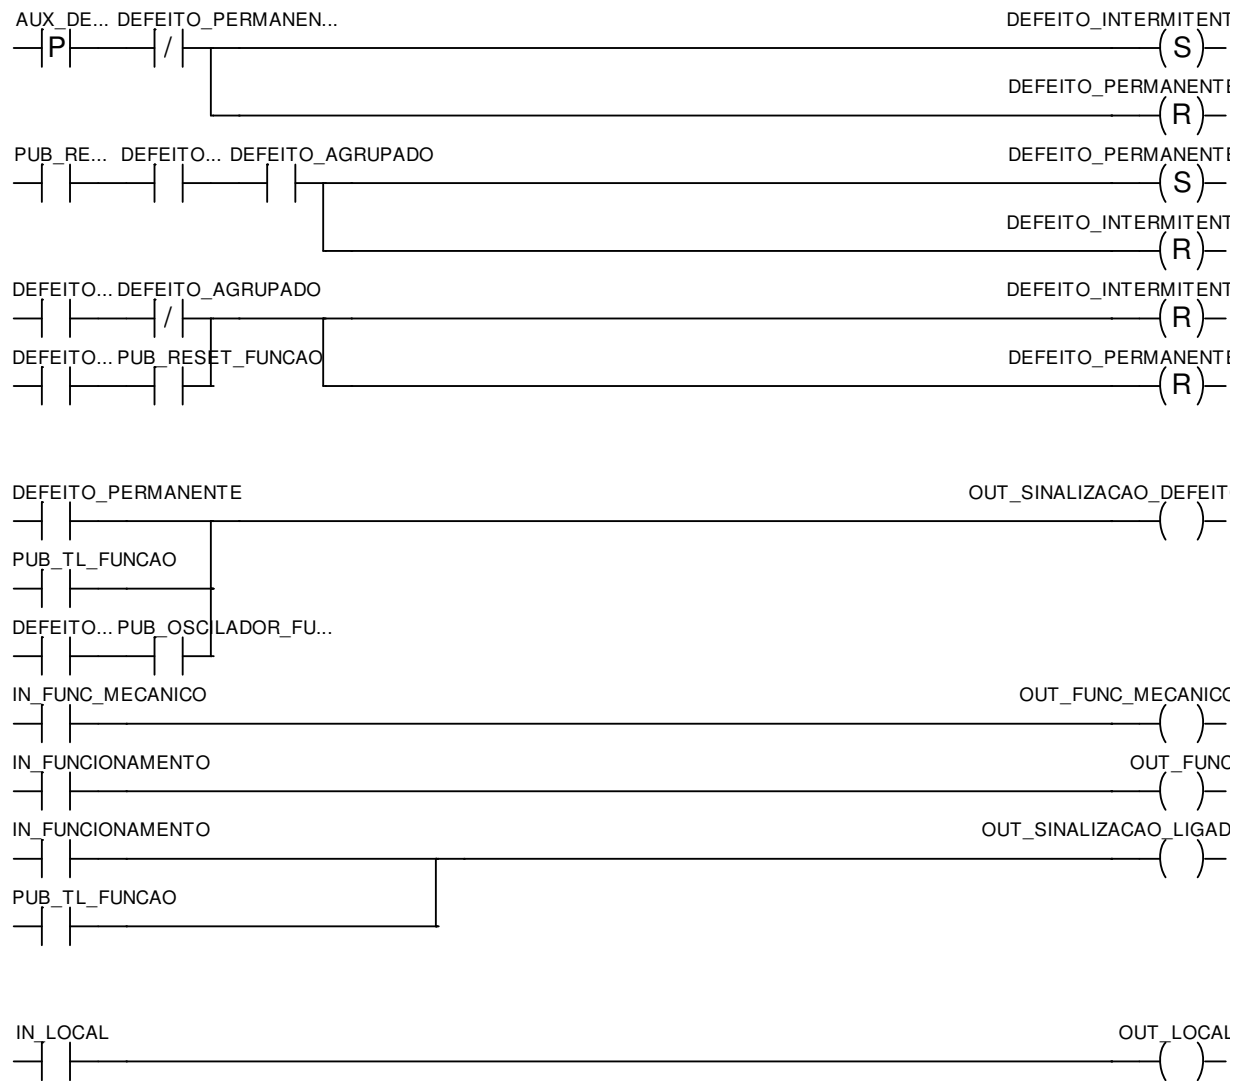 AUX_DE... DEFEITO_PERMANEN... DEFEITO_INTERMITENT
P / S
DEFEITO_PERMANENTE
R
PUB_RE... DEFEITO... DEFEITO_AGRUPADO DEFEITO_PERMANENTE
S
DEFEITO_INTERMITENT
R
DEFEITO... DEFEITO_AGRUPADO DEFEITO_INTERMITENT
/ R
DEFEITO... PUB_RESET_FUNCAO DEFEITO_PERMANENTE
R
DEFEITO_PERMANENTE OUT_SINALIZACAO_DEFEIT
PUB_TL_FUNCAO
DEFEITO... PUB_OSCILADOR_FU...
IN_FUNC_MECANICO OUT_FUNC_MECANICO
IN_FUNCIONAMENTO OUT_FUNC
IN_FUNCIONAMENTO OUT_SINALIZACAO_LIGAD
PUB_TL_FUNCAO
IN_LOCAL OUT_LOCAL